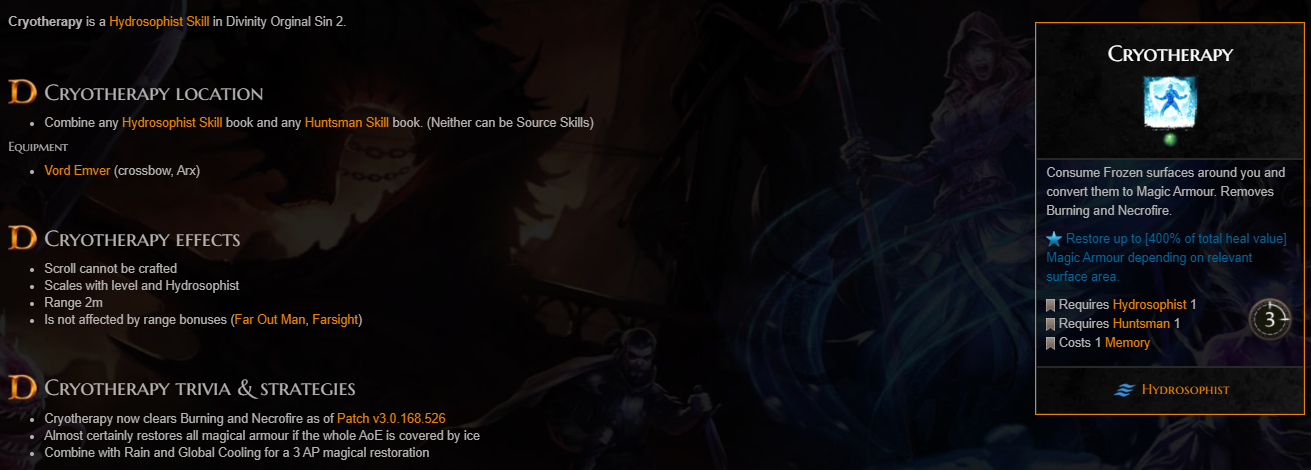 Cryotherapy is a Hydrosophist Skill in Divinity Orginal Sin 2.
Cryotherapy location
Combine any Hydrosophist Skill book and any Huntsman Skill book. (Neither can be Source Skills)
Equipment
Vord Emver (crossbow, Arx)
Cryotherapy effects
Scroll cannot be crafted
Scales with level and Hydrosophist
Range 2m
Is not affected by range bonuses (Far Out Man, Farsight)
Cryotherapy trivia & strategies
Cryotherapy now clears Burning and Necrofire as of Patch v3.0.168.526
Almost certainly restores all magical armour if the whole AoE is covered by ice
Combine with Rain and Global Cooling for a 3 AP magical restoration
Cryotherapy
Consume Frozen surfaces around you and
convert them to Magic Armour. Removes
Burning and Necrofire.
Restore up to [400% of total heal value]
Magic Armour depending on relevant
surface area.
Requires Hydrosophist 1
Requires Huntsman 1
3
Costs 1 Memory
Hydrosophist